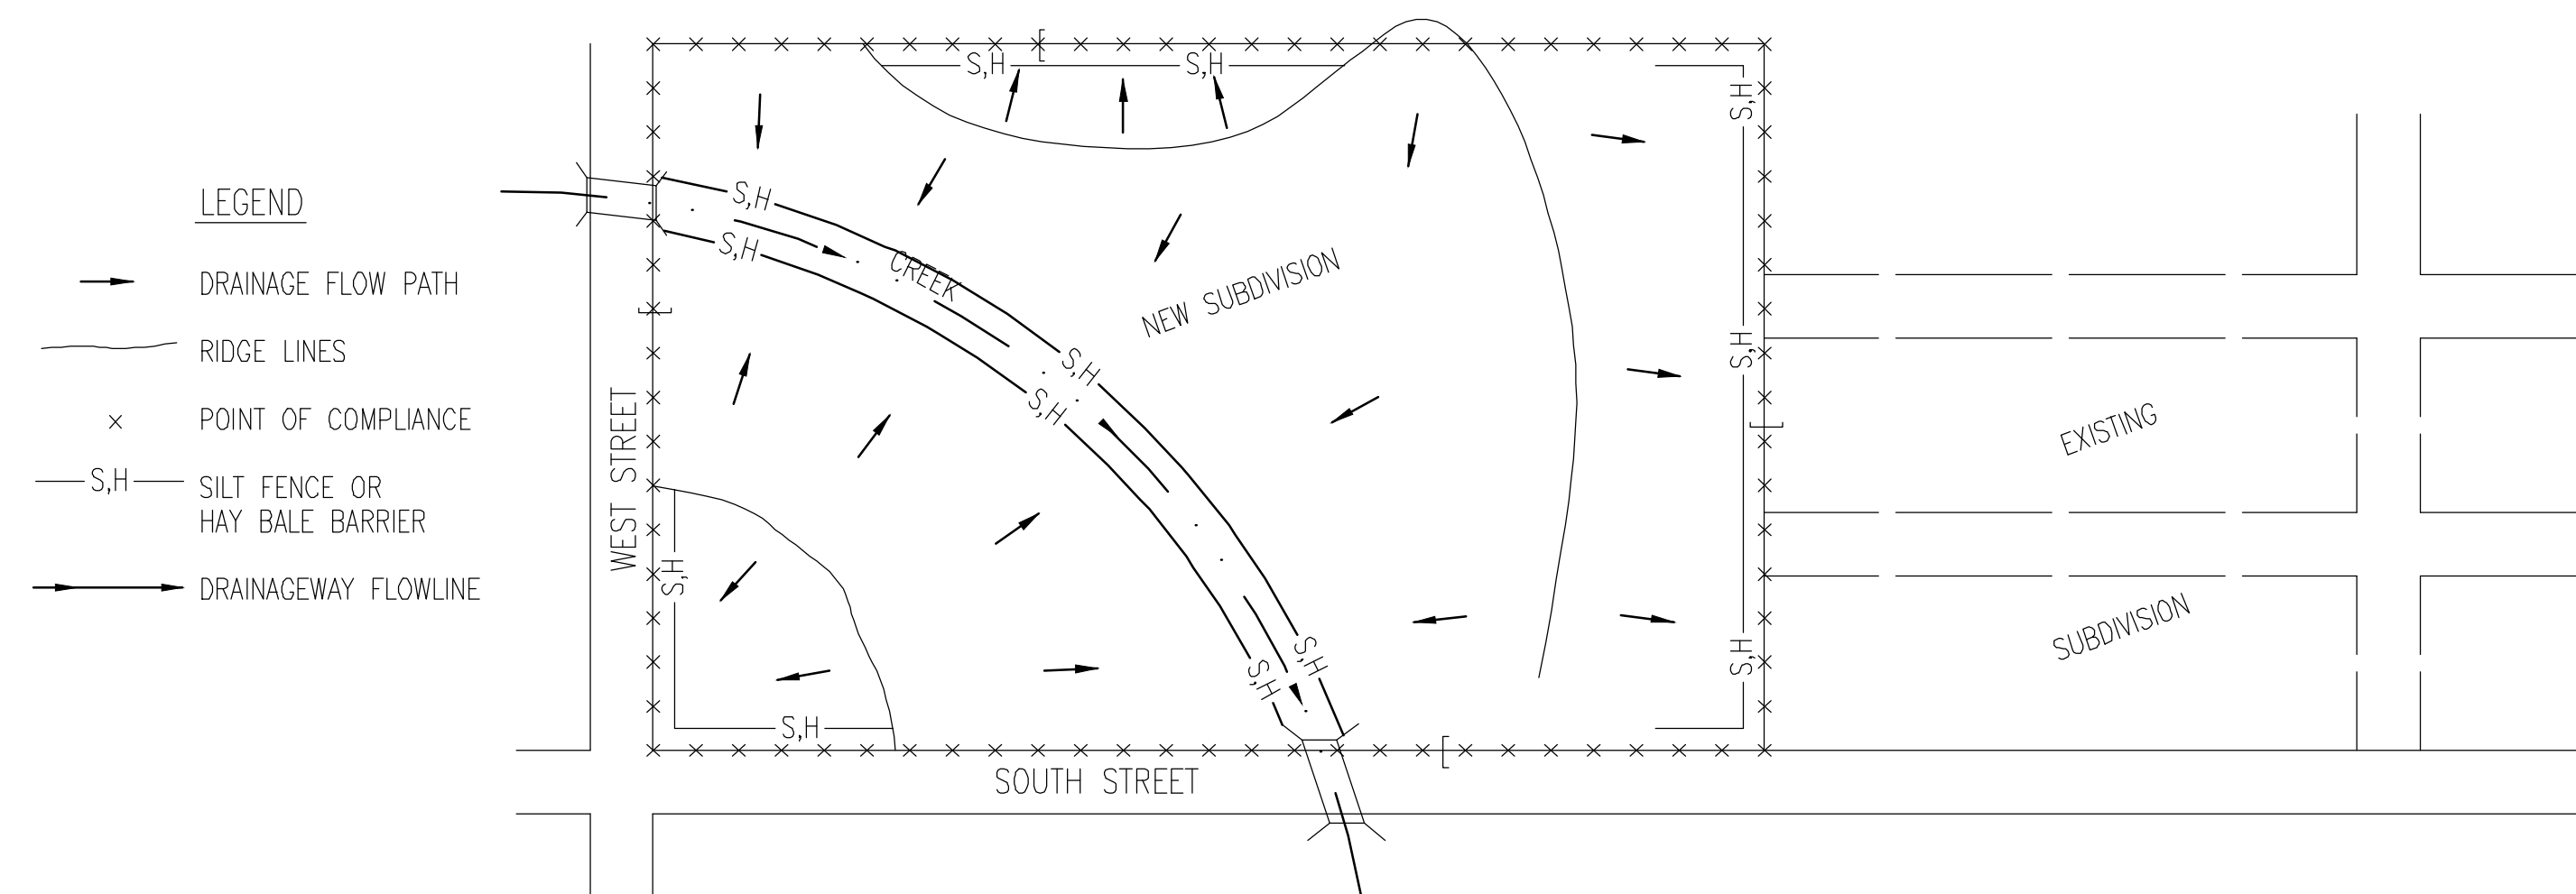 LEGEND
DRAINAGE FLOW PATH
RIDGE LINES
× POINT OF COMPLIANCE
S,H SILT FENCE OR
HAY BALE BARRIER
DRAINAGEWAY FLOWLINE
S,H
S,H
S,H
S,H
S,H
CREEK
NEW SUBDIVISION
S,H
S,H
S,H
WEST STREET
EXISTING
S,H
S,H
S,H
S,H
SUBDIVISION
S,H
SOUTH STREET